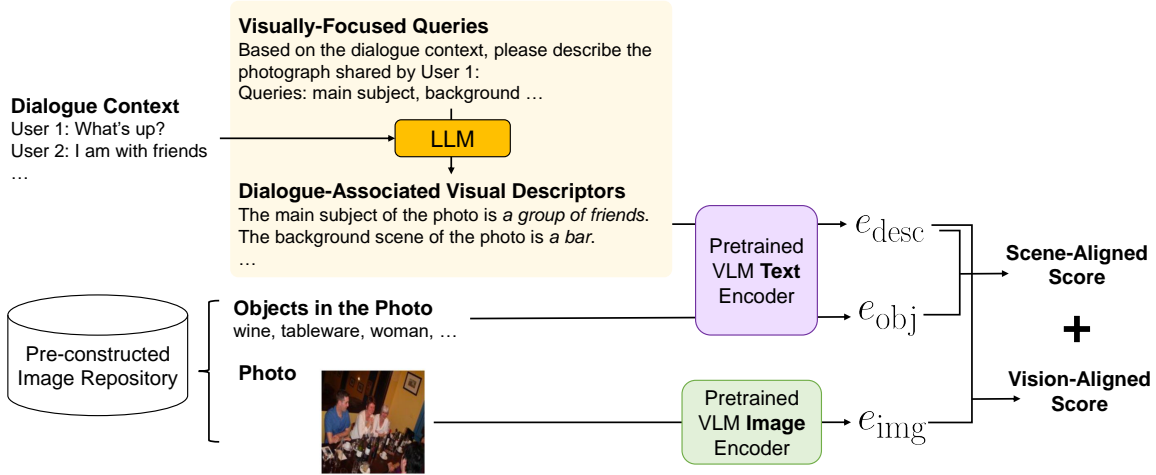 Visually-Focused Queries
Based on the dialogue context, please describe the
photograph shared by User 1:
Queries: main subject, background ...
Dialogue Context
User 1: What's up?
User 2: I am with friends
...
LLM
Dialogue-Associated Visual Descriptors
The main subject of the photo is a group of friends.
The background scene of the photo is a bar.
...
Pretrained
VLM Text
Encoder
e_desc
e_obj
Scene-Aligned
Score
+
Vision-Aligned
Score
Objects in the Photo
wine, tableware, woman, ...
Pre-constructed
Image Repository
Photo
Pretrained
VLM Image
Encoder
e_img